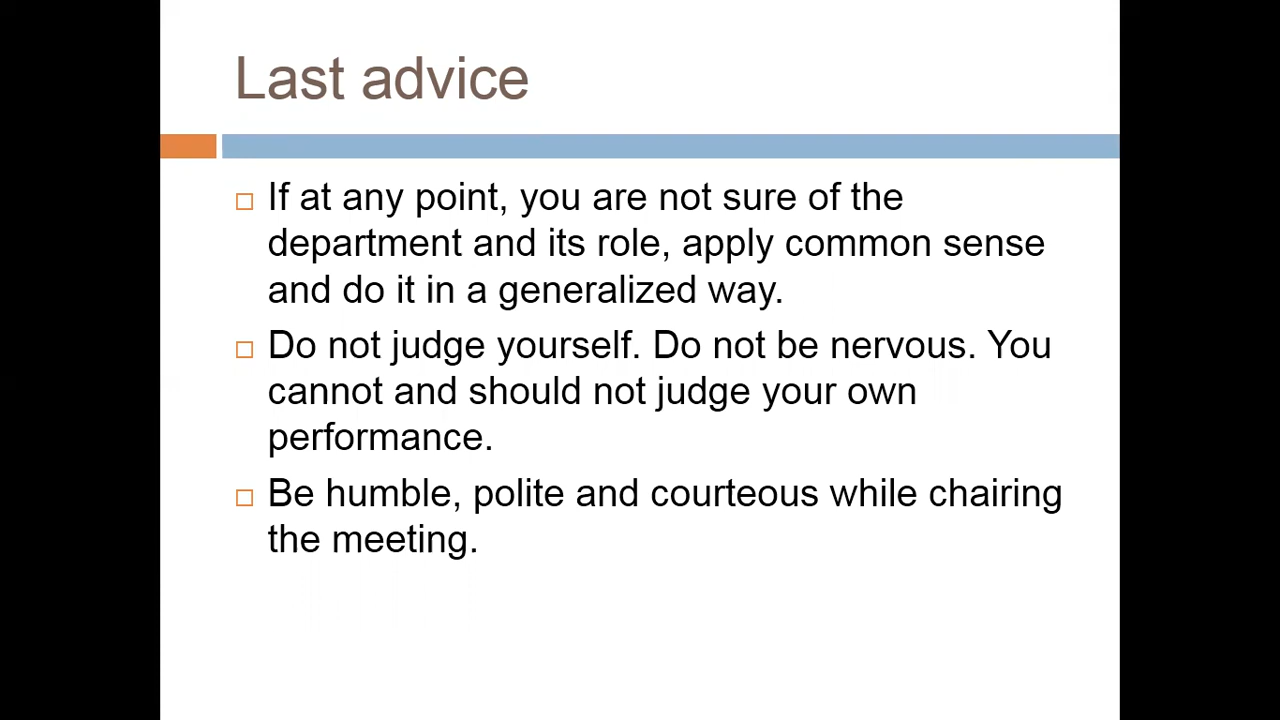 Last advice
If at any point, you are not sure of the
department and its role, apply common sense
and do it in a generalized way.
Do not judge yourself. Do not be nervous. You
cannot and should not judge your own
performance.
Be humble, polite and courteous while chairing
the meeting.